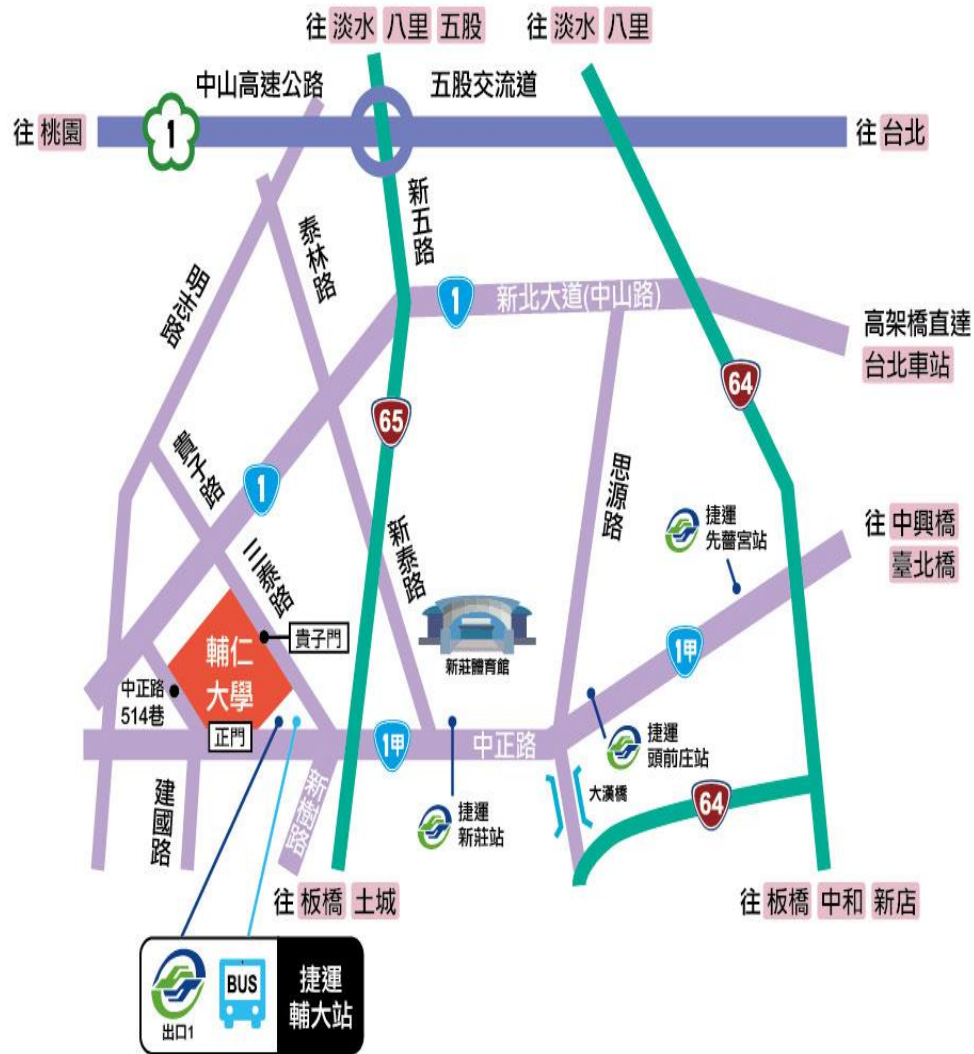 往 淡水 八里 五股
往 淡水 八里
中山高速公路
五股交流道
往 桃園
1
往 台北
新五路
泰林路
明志路
1
新北大道(中山路)
高架橋直達
台北車站
64
65
貴子路
1
思源路
捷運
先嗇宮站
往 中興橋
臺北橋
新泰路
三泰路
貴子門
輔仁
大學
新莊體育館
1甲
中正路
514巷
正門
1甲
中正路
捷運
頭前庄站
大漢橋
64
建國路
新樹路
捷運
新莊站
往 板橋 土城
往 板橋 中和 新店
BUS
出口1
捷運
輔大站